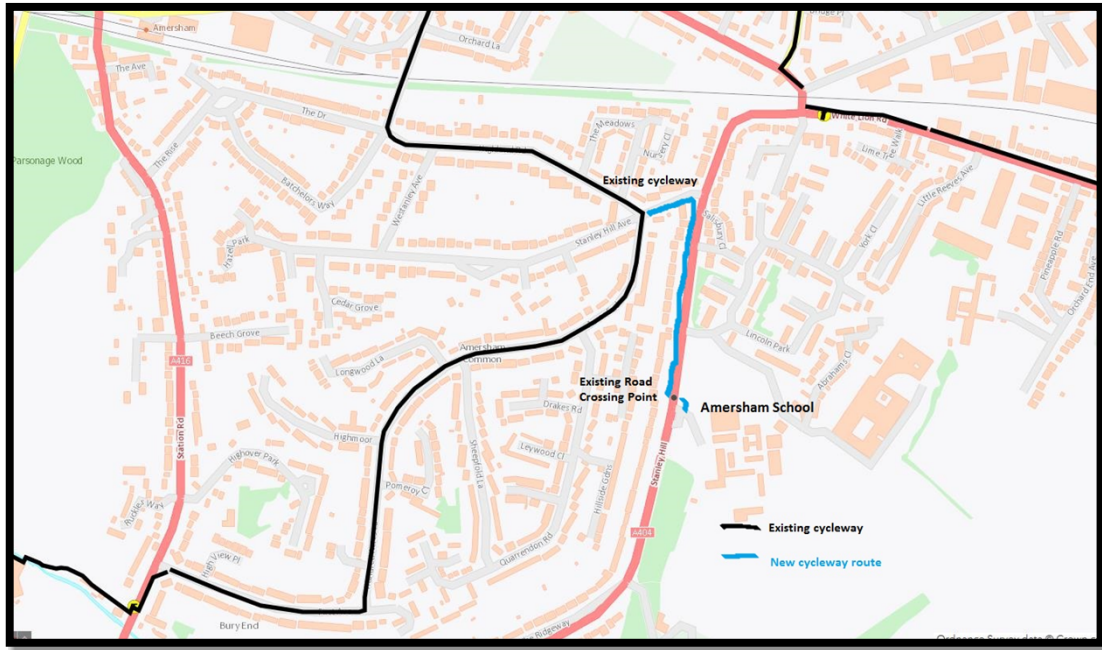 Amersham
Orchard La
The Ave
The Dr
White Lion Rd
The Meadows
Nursery Cl
Lime Tree Walk
Parsonage Wood
The Rise
Batchelors Way
Westanley Ave
Existing cycleway
Little Reeves Ave
Salisbury Cl
Stanley Hill Ave
York Cl
Hazell Park
Pineapple Rd
Orchard End Ave
Cedar Grove
Beech Grove
Lincoln Park
A416
Longwood La
Amersham
Common
Abrahams Cl
Existing Road
Crossing Point
Amersham School
Drakes Rd
Station Rd
Highmoor
Sheepfold La
Leywood Cl
Stanley Hill
Highover Park
Pomeroy Cl
Hillside Gdns
Ruckles Way
Existing cycleway
A404
Quarrendon Rd
High View Pl
New cycleway route
Bury End
Ridgeway
Ordnance Survey data © Crown